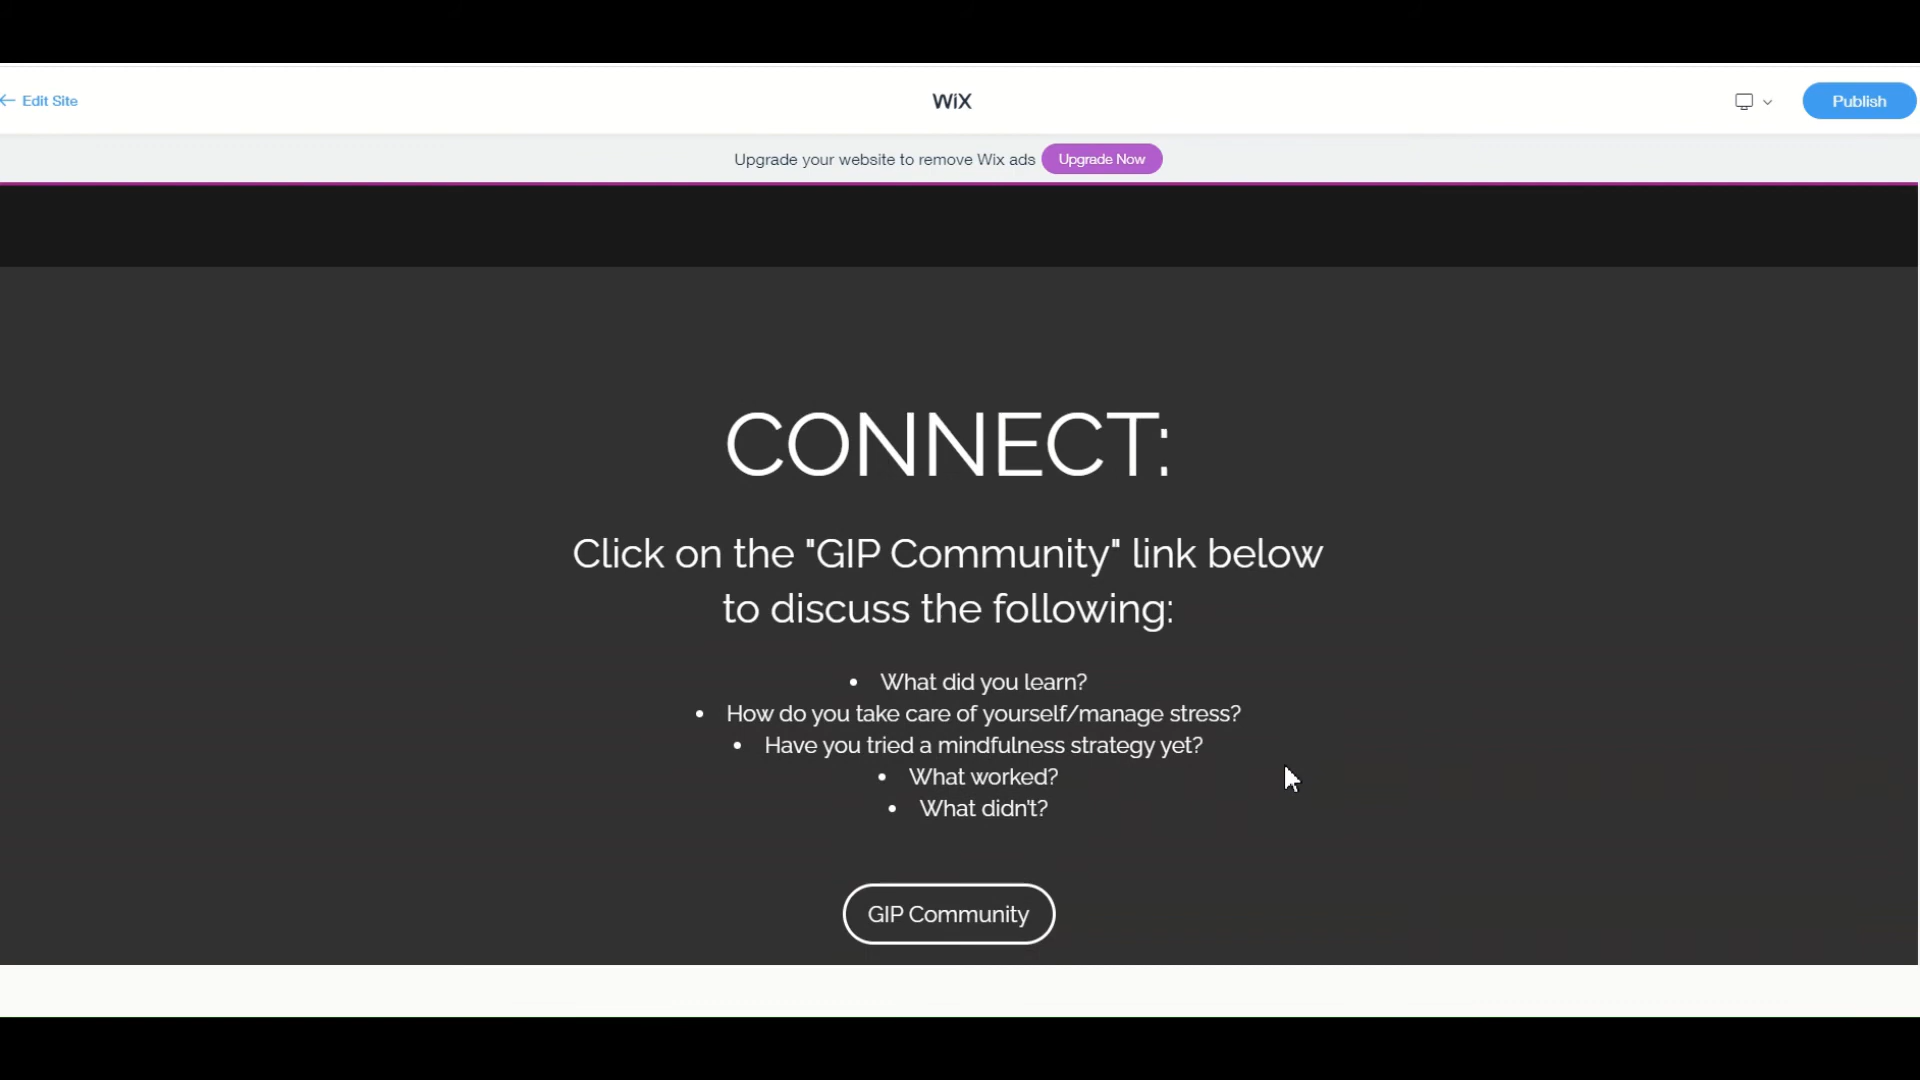 Edit Site
WiX
Publish
Upgrade your website to remove Wix ads
Upgrade Now
CONNECT:
Click on the "GIP Community" link below
to discuss the following:
• What did you learn?
• How do you take care of yourself/manage stress?
• Have you tried a mindfulness strategy yet?
• What worked?
• What didn't?
GIP Community